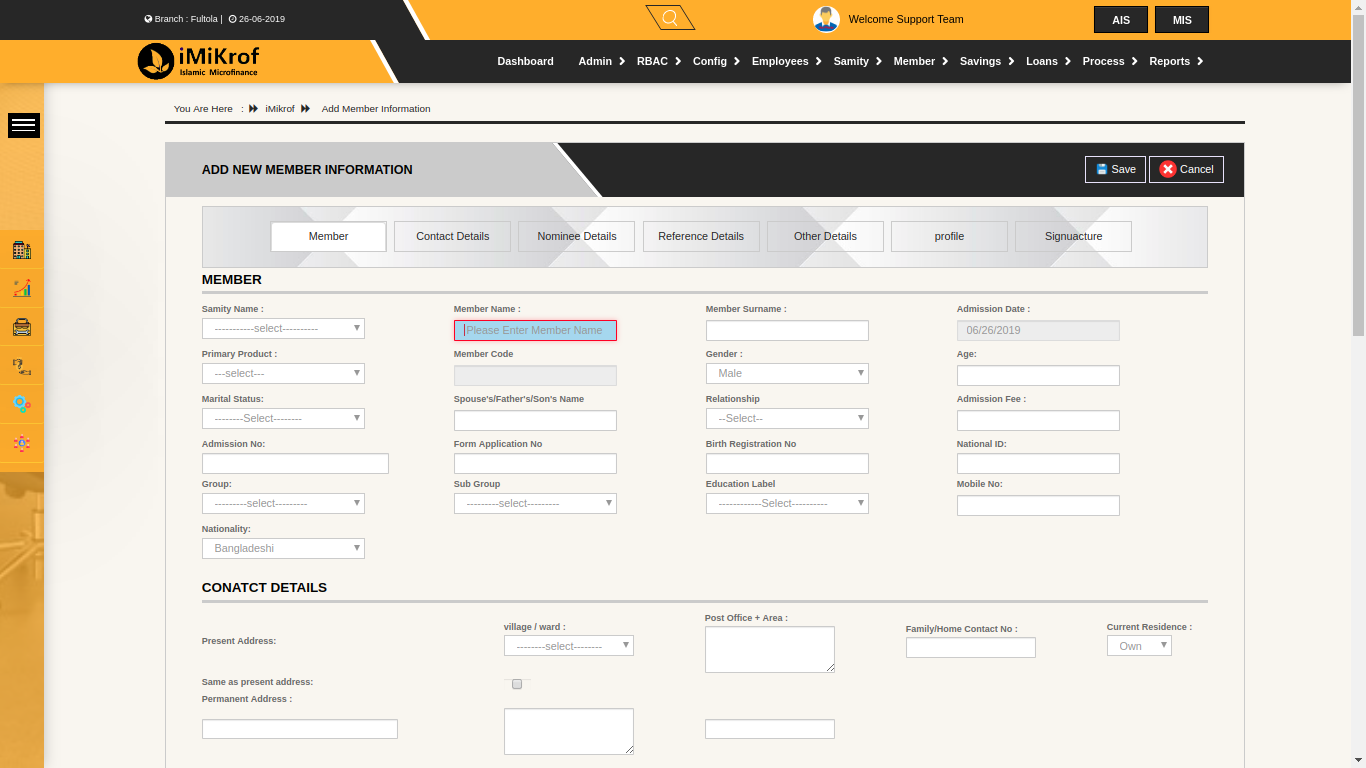 Branch : Fultola | 26-06-2019
Welcome Support Team
AIS MIS
iMiKrof
Islamic Microfinance
Dashboard Admin RBAC Config Employees Samity Member Savings Loans Process Reports
You Are Here : iMikrof Add Member Information
ADD NEW MEMBER INFORMATION
Save Cancel
Member Contact Details Nominee Details Reference Details Other Details profile Signuacture
MEMBER
Samity Name : Member Name : Member Surname : Admission Date :
-----------select---------- Please Enter Member Name 06/26/2019
Primary Product : Member Code Gender : Age:
---select--- Male
Marital Status: Spouse's/Father's/Son's Name Relationship Admission Fee :
--------Select-------- --Select--
Admission No: Form Application No Birth Registration No National ID:
Group: Sub Group Education Label Mobile No:
---------select--------- ---------select--------- ------------Select----------
Nationality:
Bangladeshi
CONATCT DETAILS
Present Address: village / ward : Post Office + Area : Family/Home Contact No : Current Residence :
--------select-------- Own
Same as present address:
Permanent Address :